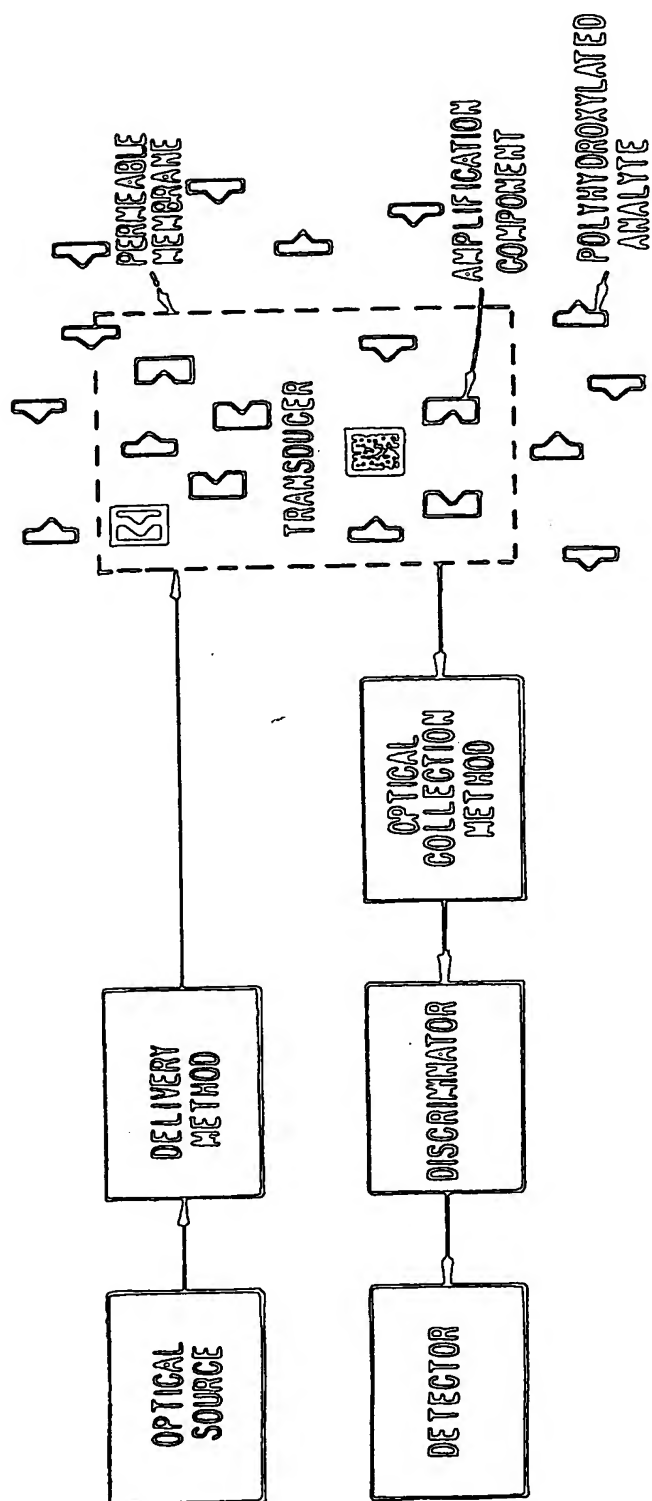 OPTICAL
SOURCE
DELIVERY
METHOD
PERMEABLE
MEMBRANE
TRANSDUCER
AMPLIFICATION
COMPONENT
POLYHYDROXYLATED
ANALYTE
OPTICAL
COLLECTION
METHOD
DISCRIMINATOR
DETECTOR